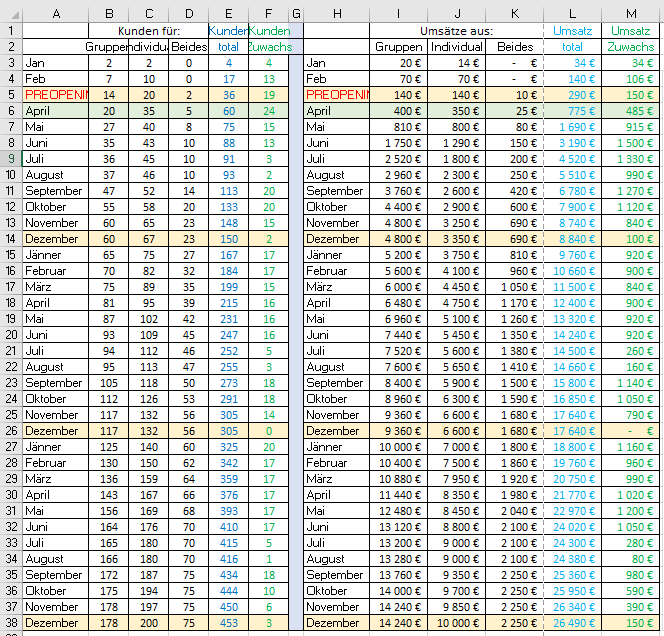 A B C D E F G H I J K L M
1 Kunden für: Kunden Kunden Umsätze aus: Umsatz Umsatz
2 Gruppen Individua Beides total Zuwachs Gruppen Individual Beides total Zuwachs
3 Jan 2 2 0 4 4 Jan 20 € 14 € - € 34 € 34 €
4 Feb 7 10 0 17 13 Feb 70 € 70 € - € 140 € 106 €
5 PREOPENIN 14 20 2 36 19 PREOPENIN 140 € 140 € 10 € 290 € 150 €
6 April 20 35 5 60 24 April 400 € 350 € 25 € 775 € 485 €
7 Mai 27 40 8 75 15 Mai 810 € 800 € 80 € 1 690 € 915 €
8 Juni 35 43 10 88 13 Juni 1 750 € 1 290 € 150 € 3 190 € 1 500 €
9 Juli 36 45 10 91 3 Juli 2 520 € 1 800 € 200 € 4 520 € 1 330 €
10 August 37 46 10 93 2 August 2 960 € 2 300 € 250 € 5 510 € 990 €
11 September 47 52 14 113 20 September 3 760 € 2 600 € 420 € 6 780 € 1 270 €
12 Oktober 55 58 20 133 20 Oktober 4 400 € 2 900 € 600 € 7 900 € 1 120 €
13 November 60 65 23 148 15 November 4 800 € 3 250 € 690 € 8 740 € 840 €
14 Dezember 60 67 23 150 2 Dezember 4 800 € 3 350 € 690 € 8 840 € 100 €
15 Jänner 65 75 27 167 17 Jänner 5 200 € 3 750 € 810 € 9 760 € 920 €
16 Februar 70 82 32 184 17 Februar 5 600 € 4 100 € 960 € 10 660 € 900 €
17 März 75 89 35 199 15 März 6 000 € 4 450 € 1 050 € 11 500 € 840 €
18 April 81 95 39 215 16 April 6 480 € 4 750 € 1 170 € 12 400 € 900 €
19 Mai 87 102 42 231 16 Mai 6 960 € 5 100 € 1 260 € 13 320 € 920 €
20 Juni 93 109 45 247 16 Juni 7 440 € 5 450 € 1 350 € 14 240 € 920 €
21 Juli 94 112 46 252 5 Juli 7 520 € 5 600 € 1 380 € 14 500 € 260 €
22 August 95 113 47 255 3 August 7 600 € 5 650 € 1 410 € 14 660 € 160 €
23 September 105 118 50 273 18 September 8 400 € 5 900 € 1 500 € 15 800 € 1 140 €
24 Oktober 112 126 53 291 18 Oktober 8 960 € 6 300 € 1 590 € 16 850 € 1 050 €
25 November 117 132 56 305 14 November 9 360 € 6 600 € 1 680 € 17 640 € 790 €
26 Dezember 117 132 56 305 0 Dezember 9 360 € 6 600 € 1 680 € 17 640 € - €
27 Jänner 125 140 60 325 20 Jänner 10 000 € 7 000 € 1 800 € 18 800 € 1 160 €
28 Februar 130 150 62 342 17 Februar 10 400 € 7 500 € 1 860 € 19 760 € 960 €
29 März 136 159 64 359 17 März 10 880 € 7 950 € 1 920 € 20 750 € 990 €
30 April 143 167 66 376 17 April 11 440 € 8 350 € 1 980 € 21 770 € 1 020 €
31 Mai 156 169 68 393 17 Mai 12 480 € 8 450 € 2 040 € 22 970 € 1 200 €
32 Juni 164 176 70 410 17 Juni 13 120 € 8 800 € 2 100 € 24 020 € 1 050 €
33 Juli 165 180 70 415 5 Juli 13 200 € 9 000 € 2 100 € 24 300 € 280 €
34 August 166 180 70 416 1 August 13 280 € 9 000 € 2 100 € 24 380 € 80 €
35 September 172 187 75 434 18 September 13 760 € 9 350 € 2 250 € 25 360 € 980 €
36 Oktober 175 194 75 444 10 Oktober 14 000 € 9 700 € 2 250 € 25 950 € 590 €
37 November 178 197 75 450 6 November 14 240 € 9 850 € 2 250 € 26 340 € 390 €
38 Dezember 178 200 75 453 3 Dezember 14 240 € 10 000 € 2 250 € 26 490 € 150 €